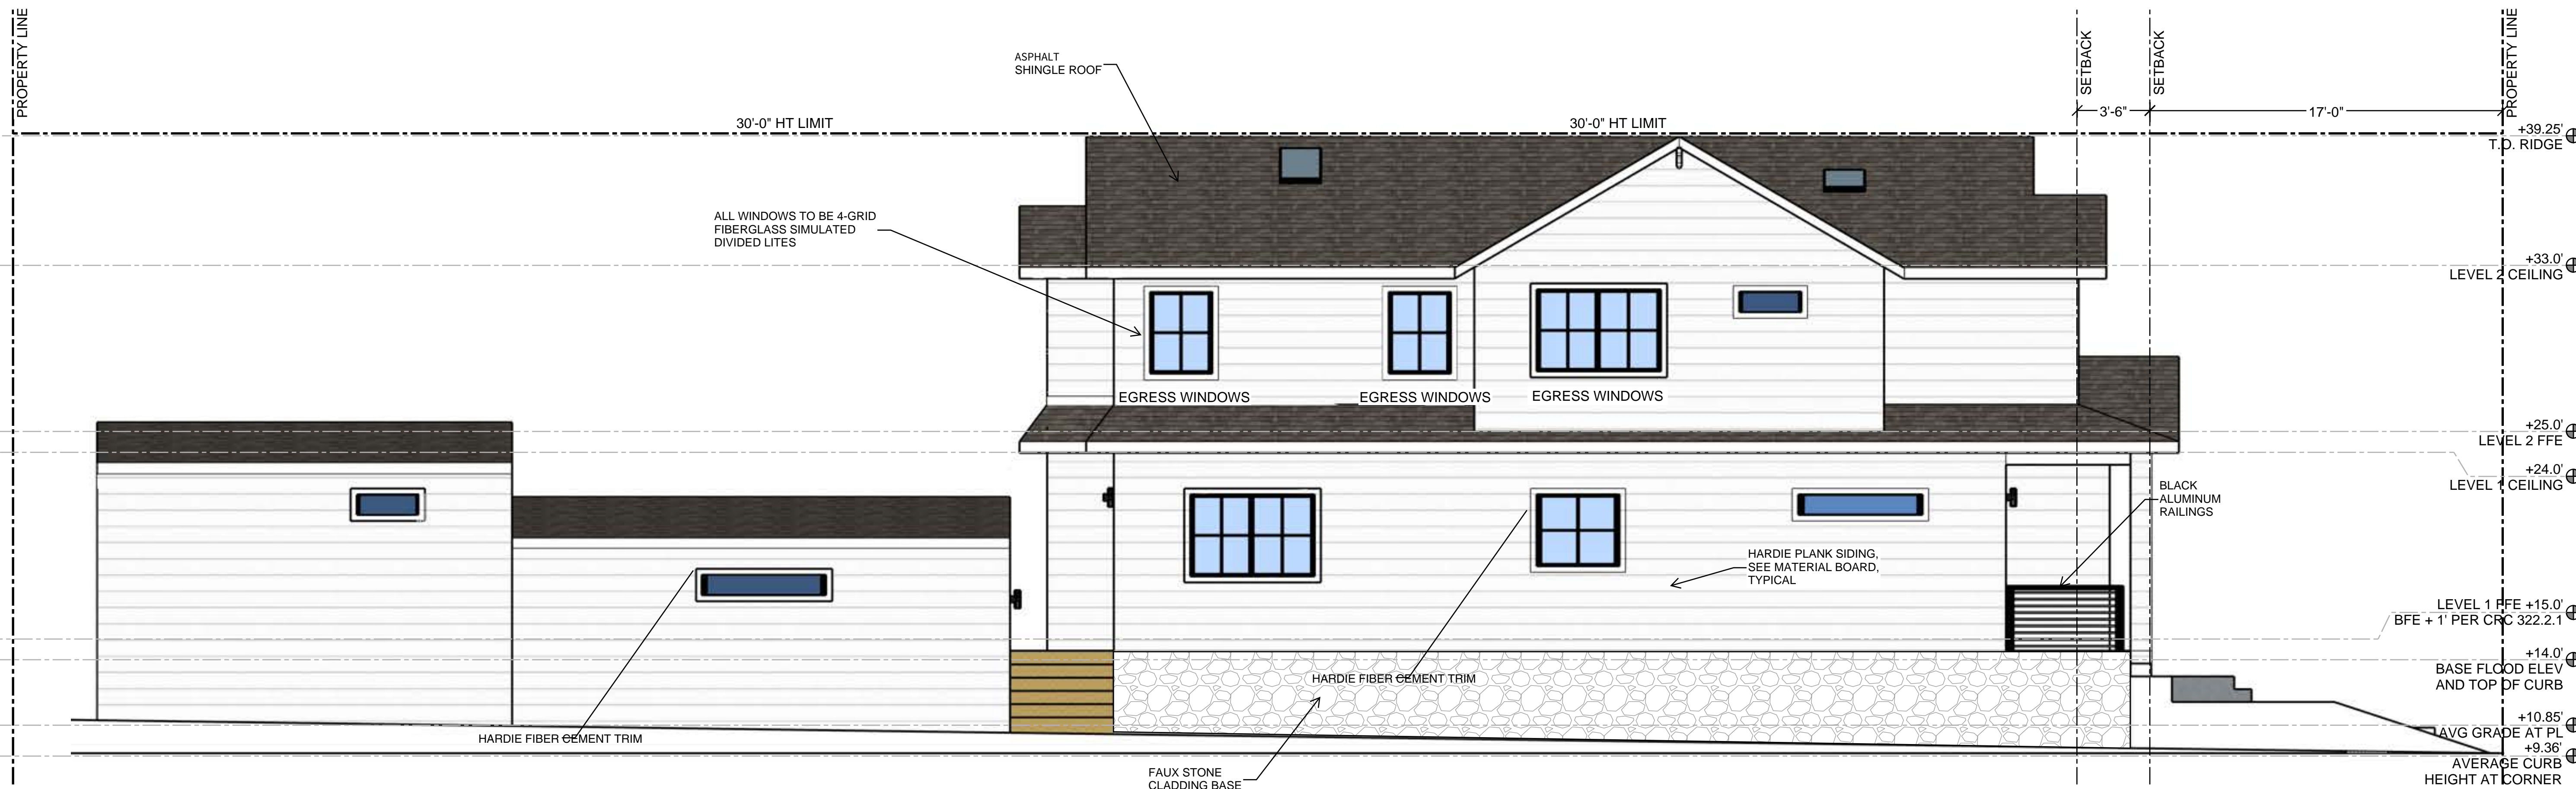 PROPERTY LINE
ASPHALT
SHINGLE ROOF
SETBACK
SETBACK
PROPERTY LINE
3'-6"
17'-0"
30'-0" HT LIMIT
30'-0" HT LIMIT
+39.25'
T.O. RIDGE
ALL WINDOWS TO BE 4-GRID
FIBERGLASS SIMULATED
DIVIDED LITES
+33.0'
LEVEL 2 CEILING
EGRESS WINDOWS
EGRESS WINDOWS
EGRESS WINDOWS
+25.0'
LEVEL 2 FFE
+24.0'
LEVEL 1 CEILING
BLACK
ALUMINUM
RAILINGS
HARDIE PLANK SIDING,
SEE MATERIAL BOARD,
TYPICAL
LEVEL 1 FFE +15.0'
BFE + 1' PER CRC 322.2.1
+14.0'
BASE FLOOD ELEV
AND TOP OF CURB
HARDIE FIBER CEMENT TRIM
+10.85'
AVG GRADE AT PL
HARDIE FIBER CEMENT TRIM
+9.36'
AVERAGE CURB
HEIGHT AT CORNER
FAUX STONE
CLADDING BASE